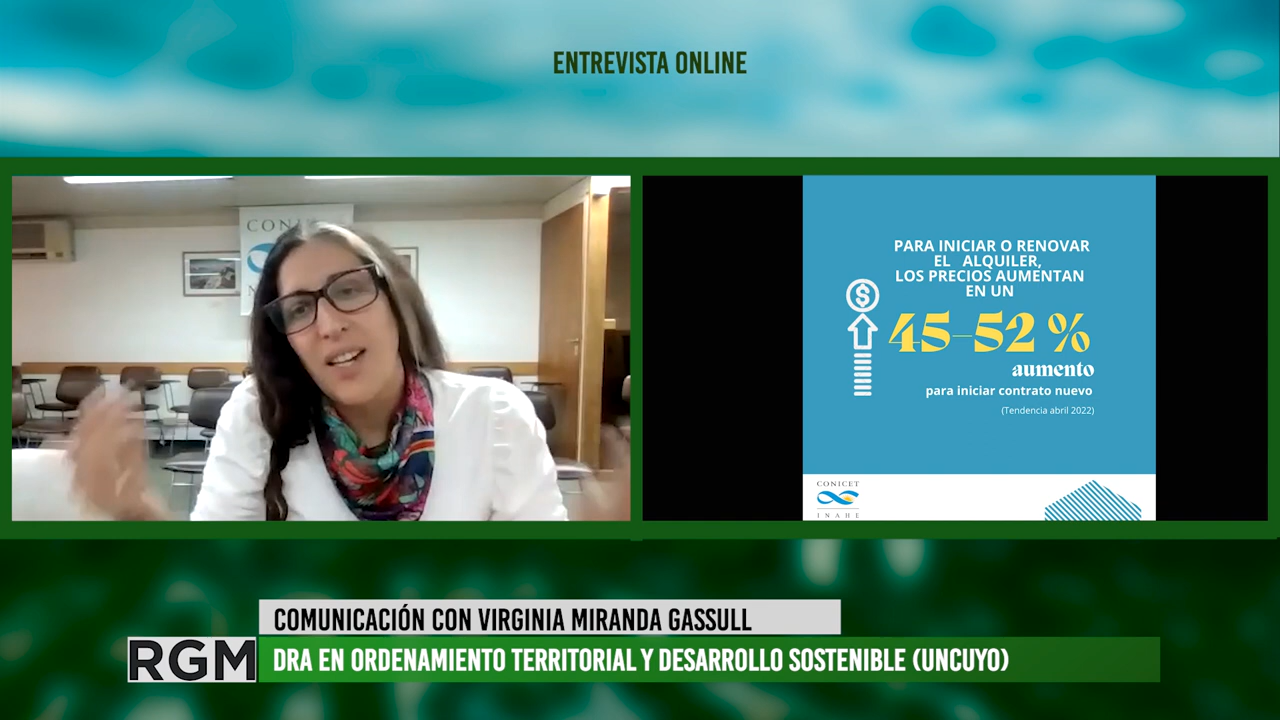 ENTREVISTA ONLINE
CONI
PARA INICIAR O RENOVAR
EL ALQUILER,
LOS PRECIOS AUMENTAN
EN UN
$
45-52 %
aumento
para iniciar contrato nuevo
(Tendencia abril 2022)
CONICET
INAHE
COMUNICACIÓN CON VIRGINIA MIRANDA GASSULL
RGM
DRA EN ORDENAMIENTO TERRITORIAL Y DESARROLLO SOSTENIBLE (UNCUYO)